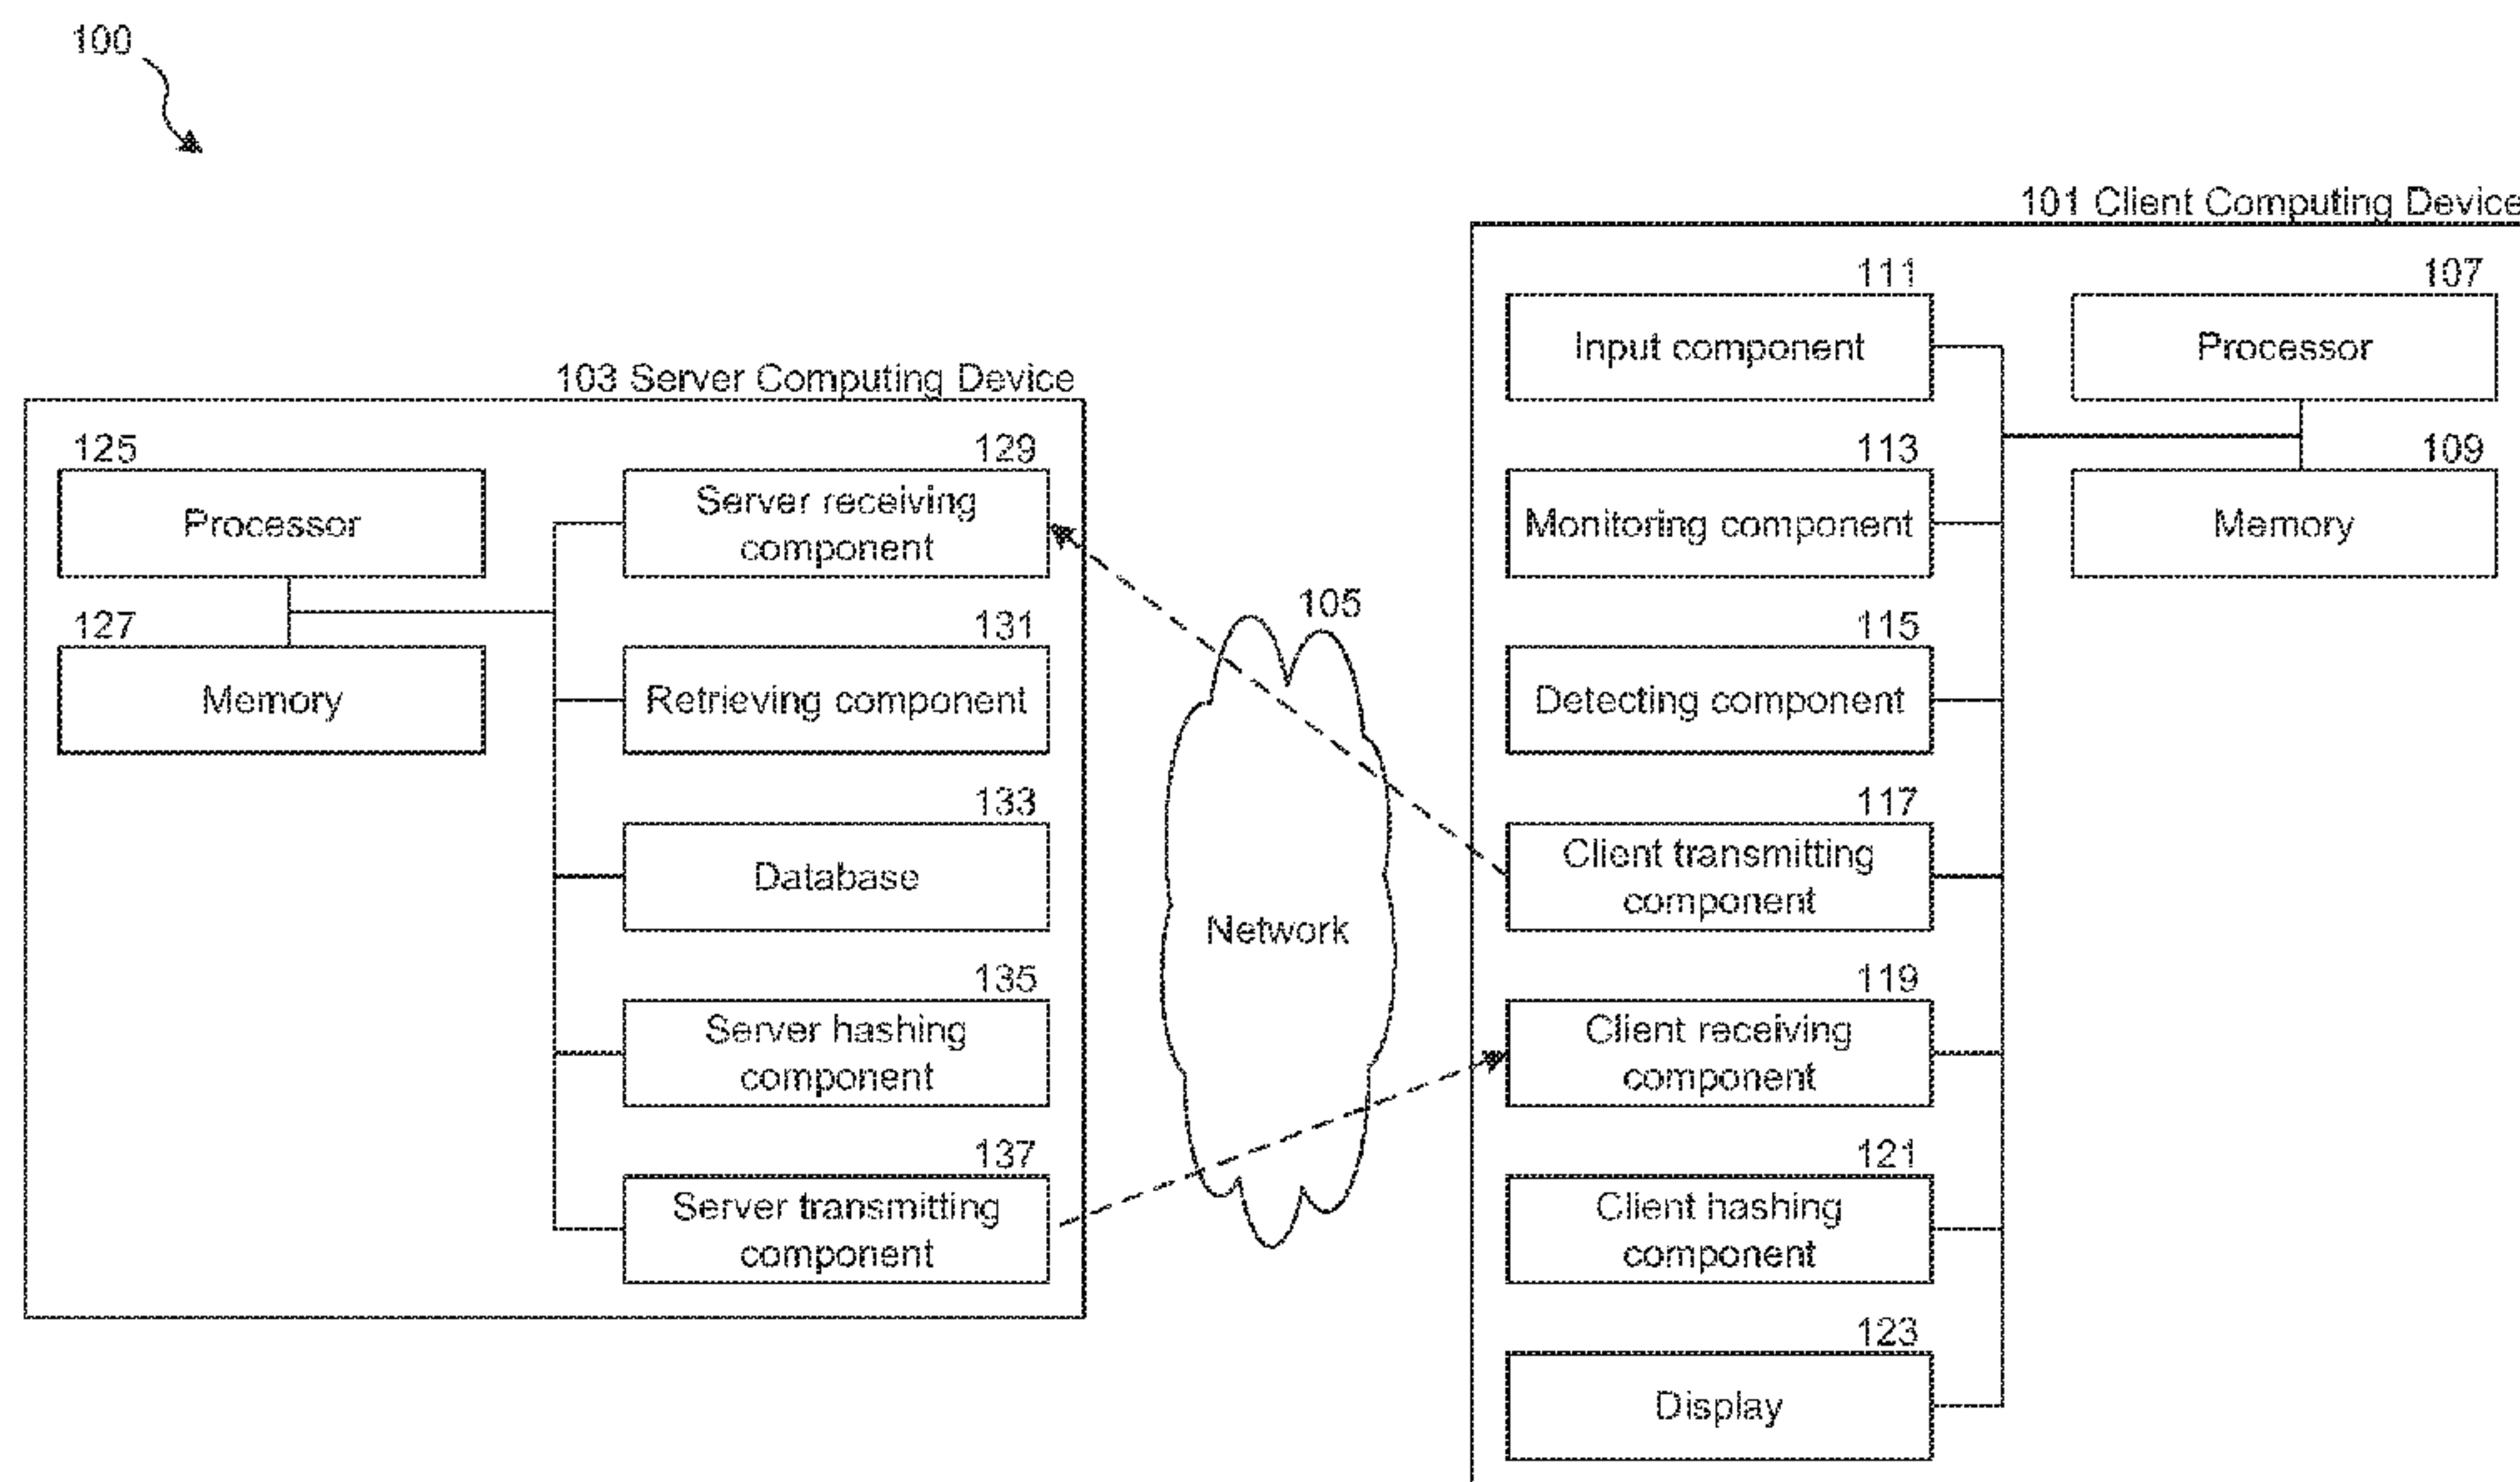 100
101 Client Computing Device
111
Input component
107
Processor
113
Monitoring component
109
Memory
115
Detecting component
117
Client transmitting
component
119
Client receiving
component
121
Client hashing
component
123
Display
103 Server Computing Device
125
Processor
127
Memory
129
Server receiving
component
131
Retrieving component
133
Database
135
Server hashing
component
137
Server transmitting
component
105
Network